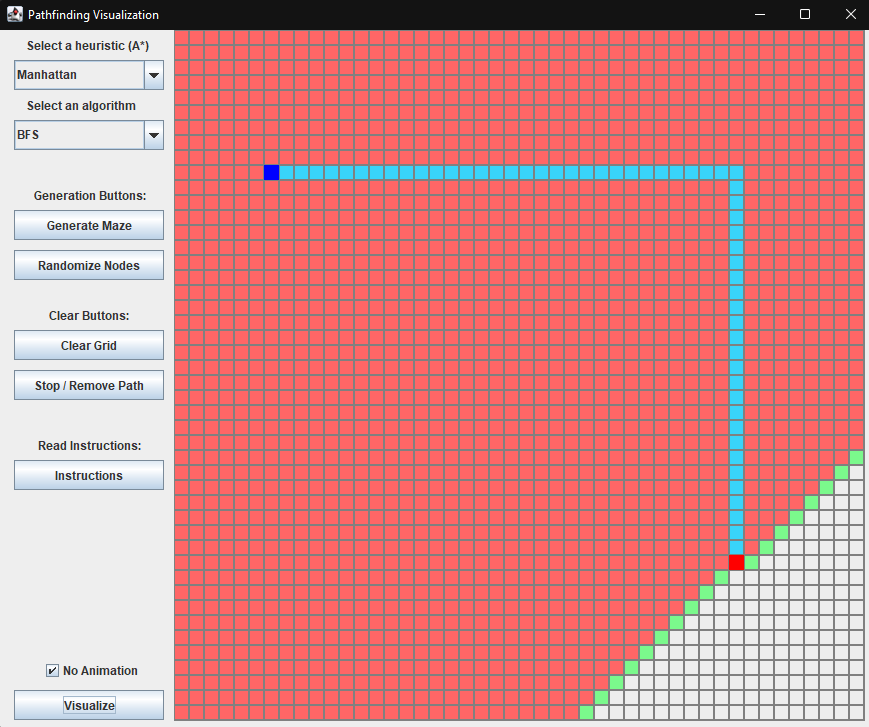 Pathfinding Visualization
Select a heuristic (A*)
Manhattan
Select an algorithm
BFS
Generation Buttons:
Generate Maze
Randomize Nodes
Clear Buttons:
Clear Grid
Stop / Remove Path
Read Instructions:
Instructions
No Animation
Visualize